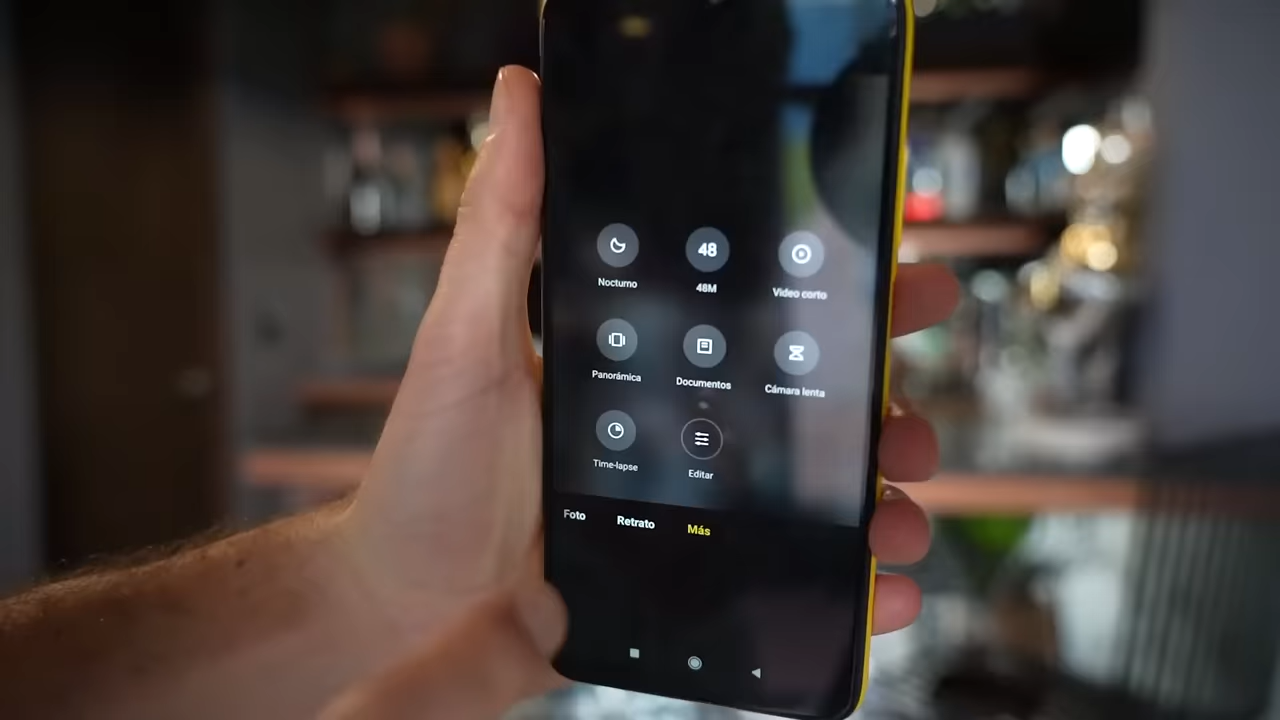 Nocturno
48
48M
Video corto
Panorámica
Documentos
Cámara lenta
Time-lapse
Editar
Foto
Retrato
Más